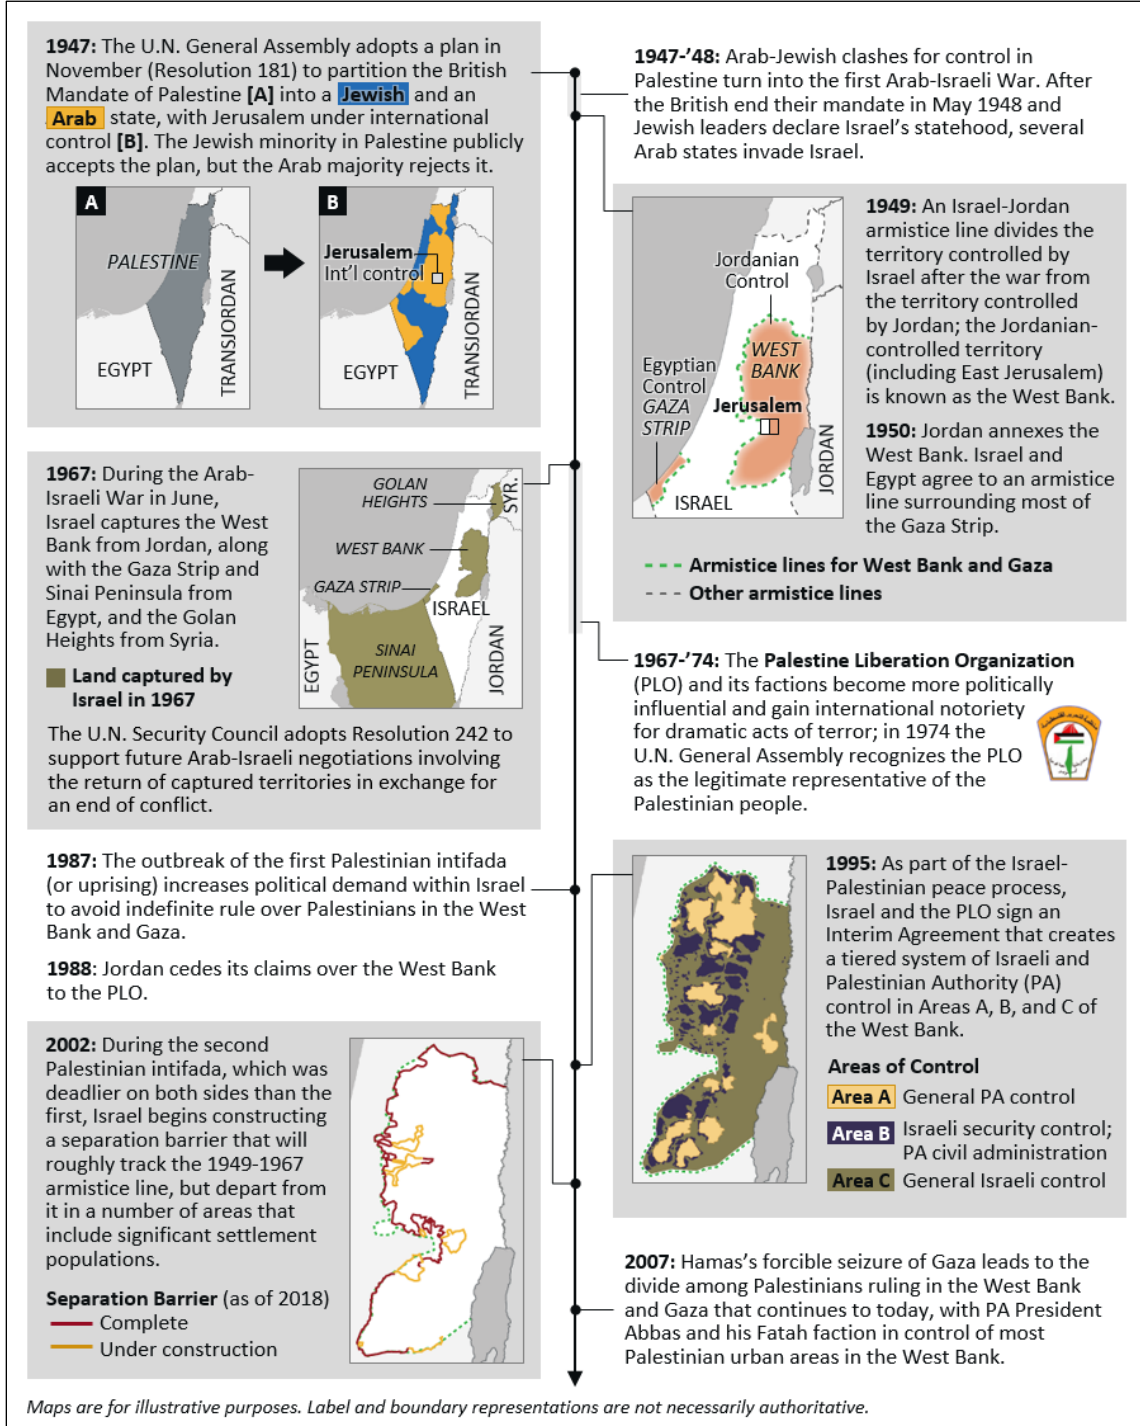 1947: The U.N. General Assembly adopts a plan in
November (Resolution 181) to partition the British
Mandate of Palestine [A] into a Jewish and an
Arab state, with Jerusalem under international
control [B]. The Jewish minority in Palestine publicly
accepts the plan, but the Arab majority rejects it.
A
PALESTINE
EGYPT
TRANSJORDAN
B
Jerusalem
Int'l control
EGYPT
TRANSJORDAN
1947-'48: Arab-Jewish clashes for control in
Palestine turn into the first Arab-Israeli War. After
the British end their mandate in May 1948 and
Jewish leaders declare Israel's statehood, several
Arab states invade Israel.
Jordanian
Control
WEST
BANK
Egyptian
Control
GAZA
STRIP
Jerusalem
ISRAEL
JORDAN
1949: An Israel-Jordan
armistice line divides the
territory controlled by
Israel after the war from
the territory controlled
by Jordan; the Jordanian-
controlled territory
(including East Jerusalem)
is known as the West Bank.
1950: Jordan annexes the
West Bank. Israel and
Egypt agree to an armistice
line surrounding most of
the Gaza Strip.
Armistice lines for West Bank and Gaza
Other armistice lines
1967: During the Arab-
Israeli War in June,
Israel captures the West
Bank from Jordan, along
with the Gaza Strip and
Sinai Peninsula from
Egypt, and the Golan
Heights from Syria.
Land captured by
Israel in 1967
GOLAN
HEIGHTS
SYR.
WEST BANK
GAZA STRIP
ISRAEL
SINAI
PENINSULA
EGYPT
JORDAN
The U.N. Security Council adopts Resolution 242 to
support future Arab-Israeli negotiations involving
the return of captured territories in exchange for
an end of conflict.
1967-'74: The Palestine Liberation Organization
(PLO) and its factions become more politically
influential and gain international notoriety
for dramatic acts of terror; in 1974 the
U.N. General Assembly recognizes the PLO
as the legitimate representative of the
Palestinian people.
1987: The outbreak of the first Palestinian intifada
(or uprising) increases political demand within Israel
to avoid indefinite rule over Palestinians in the West
Bank and Gaza.
1988: Jordan cedes its claims over the West Bank
to the PLO.
1995: As part of the Israel-
Palestinian peace process,
Israel and the PLO sign an
Interim Agreement that creates
a tiered system of Israeli and
Palestinian Authority (PA)
control in Areas A, B, and C of
the West Bank.
Areas of Control
Area A General PA control
Area B Israeli security control;
PA civil administration
Area C General Israeli control
2002: During the second
Palestinian intifada, which was
deadlier on both sides than the
first, Israel begins constructing
a separation barrier that will
roughly track the 1949-1967
armistice line, but depart from
it in a number of areas that
include significant settlement
populations.
Separation Barrier (as of 2018)
Complete
Under construction
2007: Hamas's forcible seizure of Gaza leads to the
divide among Palestinians ruling in the West Bank
and Gaza that continues to today, with PA President
Abbas and his Fatah faction in control of most
Palestinian urban areas in the West Bank.
Maps are for illustrative purposes. Label and boundary representations are not necessarily authoritative.